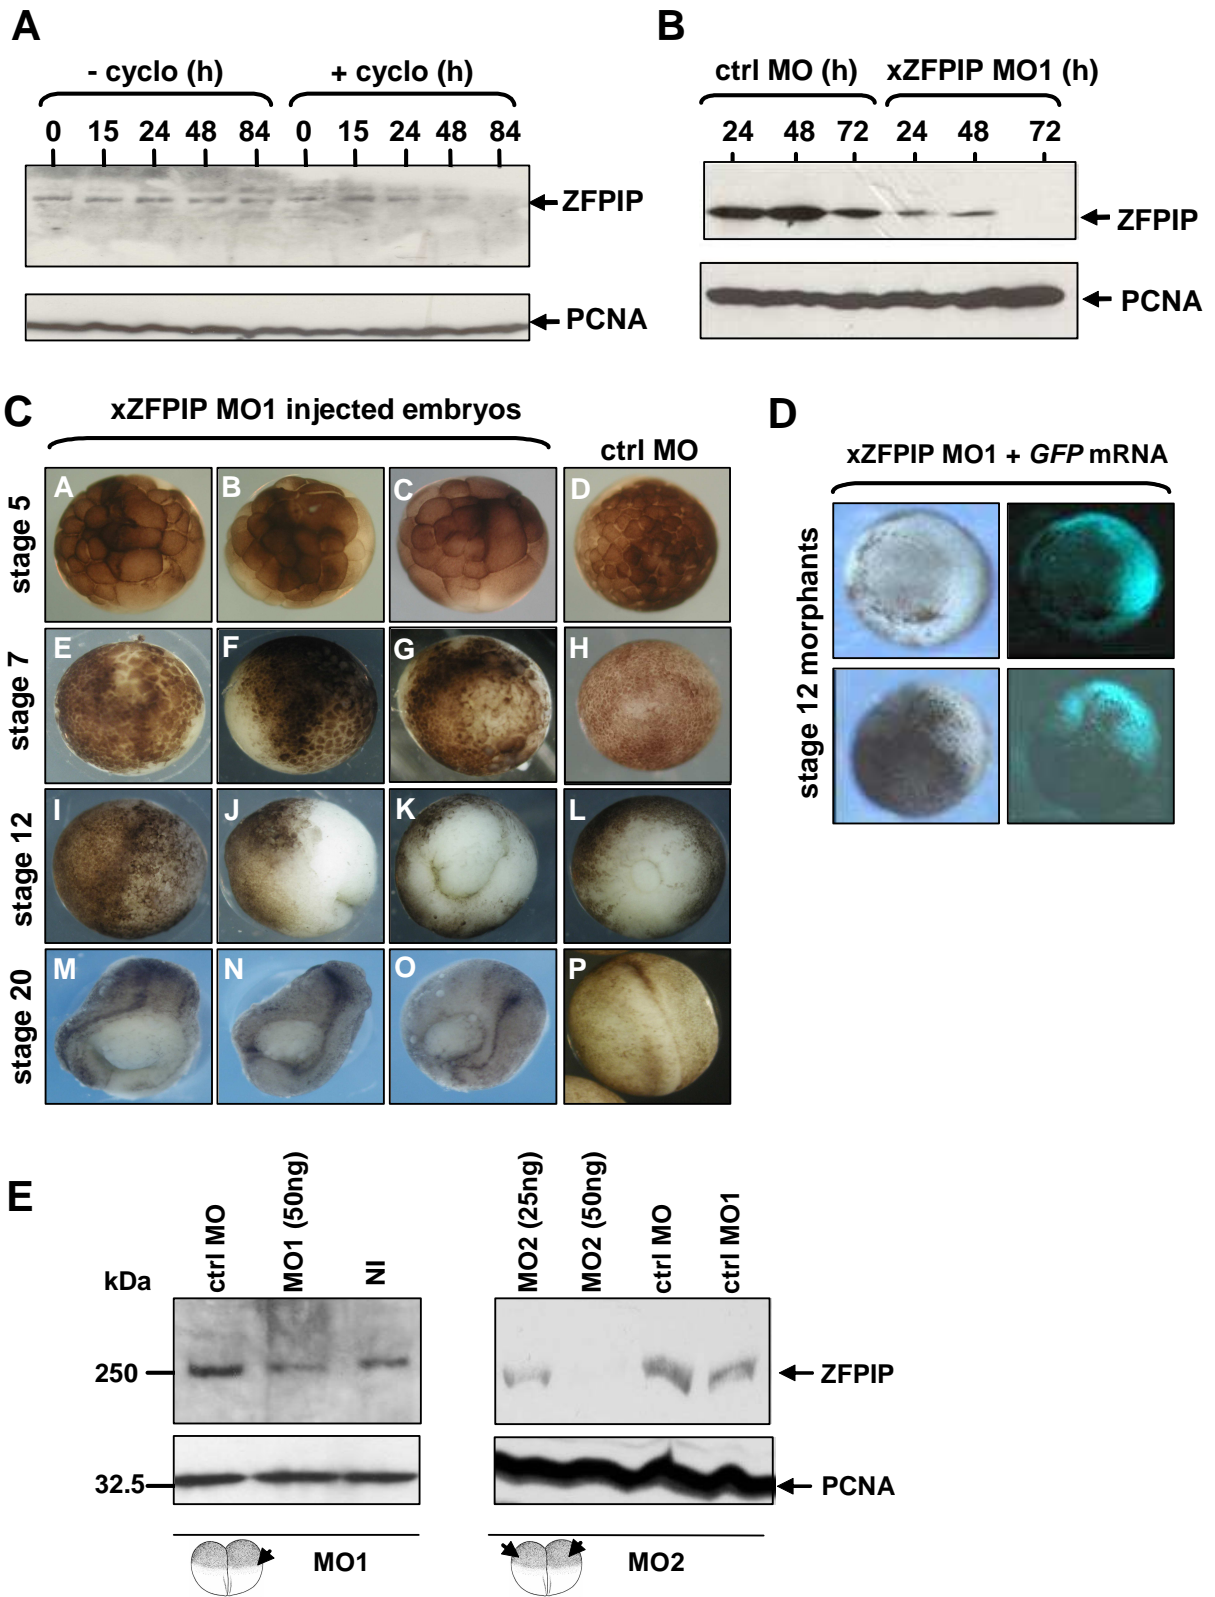 A
- cyclo (h)
+ cyclo (h)
0 15 24 48 84 0 15 24 48 84
ZFPIP
PCNA
B
ctrl MO (h)
xZFPIP MO1 (h)
24 48 72 24 48 72
ZFPIP
PCNA
C
xZFPIP MO1 injected embryos
ctrl MO
stage 5
A B C D
stage 7
E F G H
stage 12
I J K L
stage 20
M N O P
D
xZFPIP MO1 + GFP mRNA
stage 12 morphants
E
kDa
ctrl MO
MO1 (50ng)
NI
250
32.5
MO1
MO2 (25ng)
MO2 (50ng)
ctrl MO
ctrl MO1
ZFPIP
PCNA
MO2